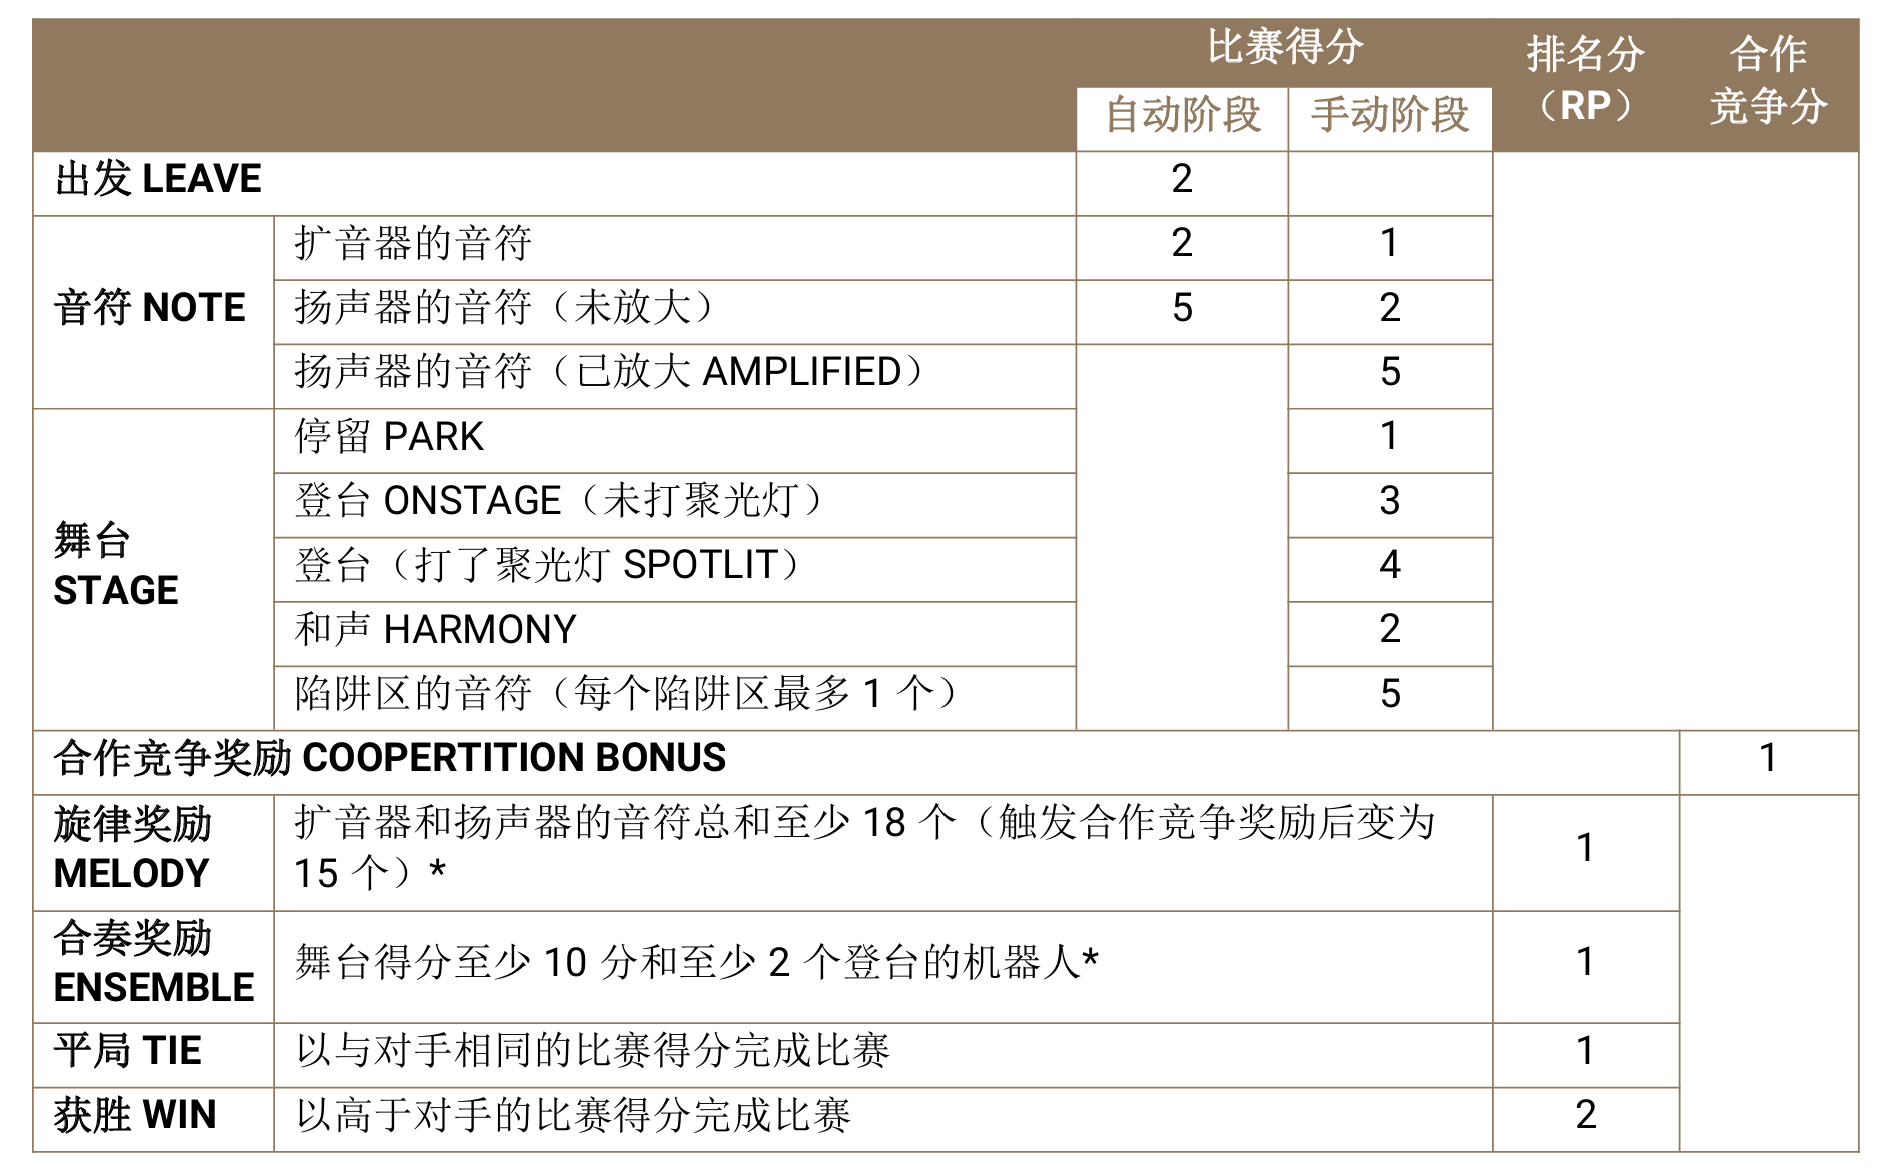 比赛得分
排名分
（RP）
合作
竞争分
自动阶段 手动阶段
出发 LEAVE 2
音符 NOTE
扩音器的音符 2 1
扬声器的音符（未放大） 5 2
扬声器的音符（已放大 AMPLIFIED） 5
舞台
STAGE
停留 PARK 1
登台 ONSTAGE（未打聚光灯） 3
登台（打了聚光灯 SPOTLIT） 4
和声 HARMONY 2
陷阱区的音符（每个陷阱区最多 1 个） 5
合作竞争奖励 COOPERTITION BONUS 1
旋律奖励
MELODY
扩音器和扬声器的音符总和至少 18 个（触发合作竞争奖励后变为
15 个）*
1
合奏奖励
ENSEMBLE
舞台得分至少 10 分和至少 2 个登台的机器人*
1
平局 TIE 以与对手相同的比赛得分完成比赛 1
获胜 WIN 以高于对手的比赛得分完成比赛 2